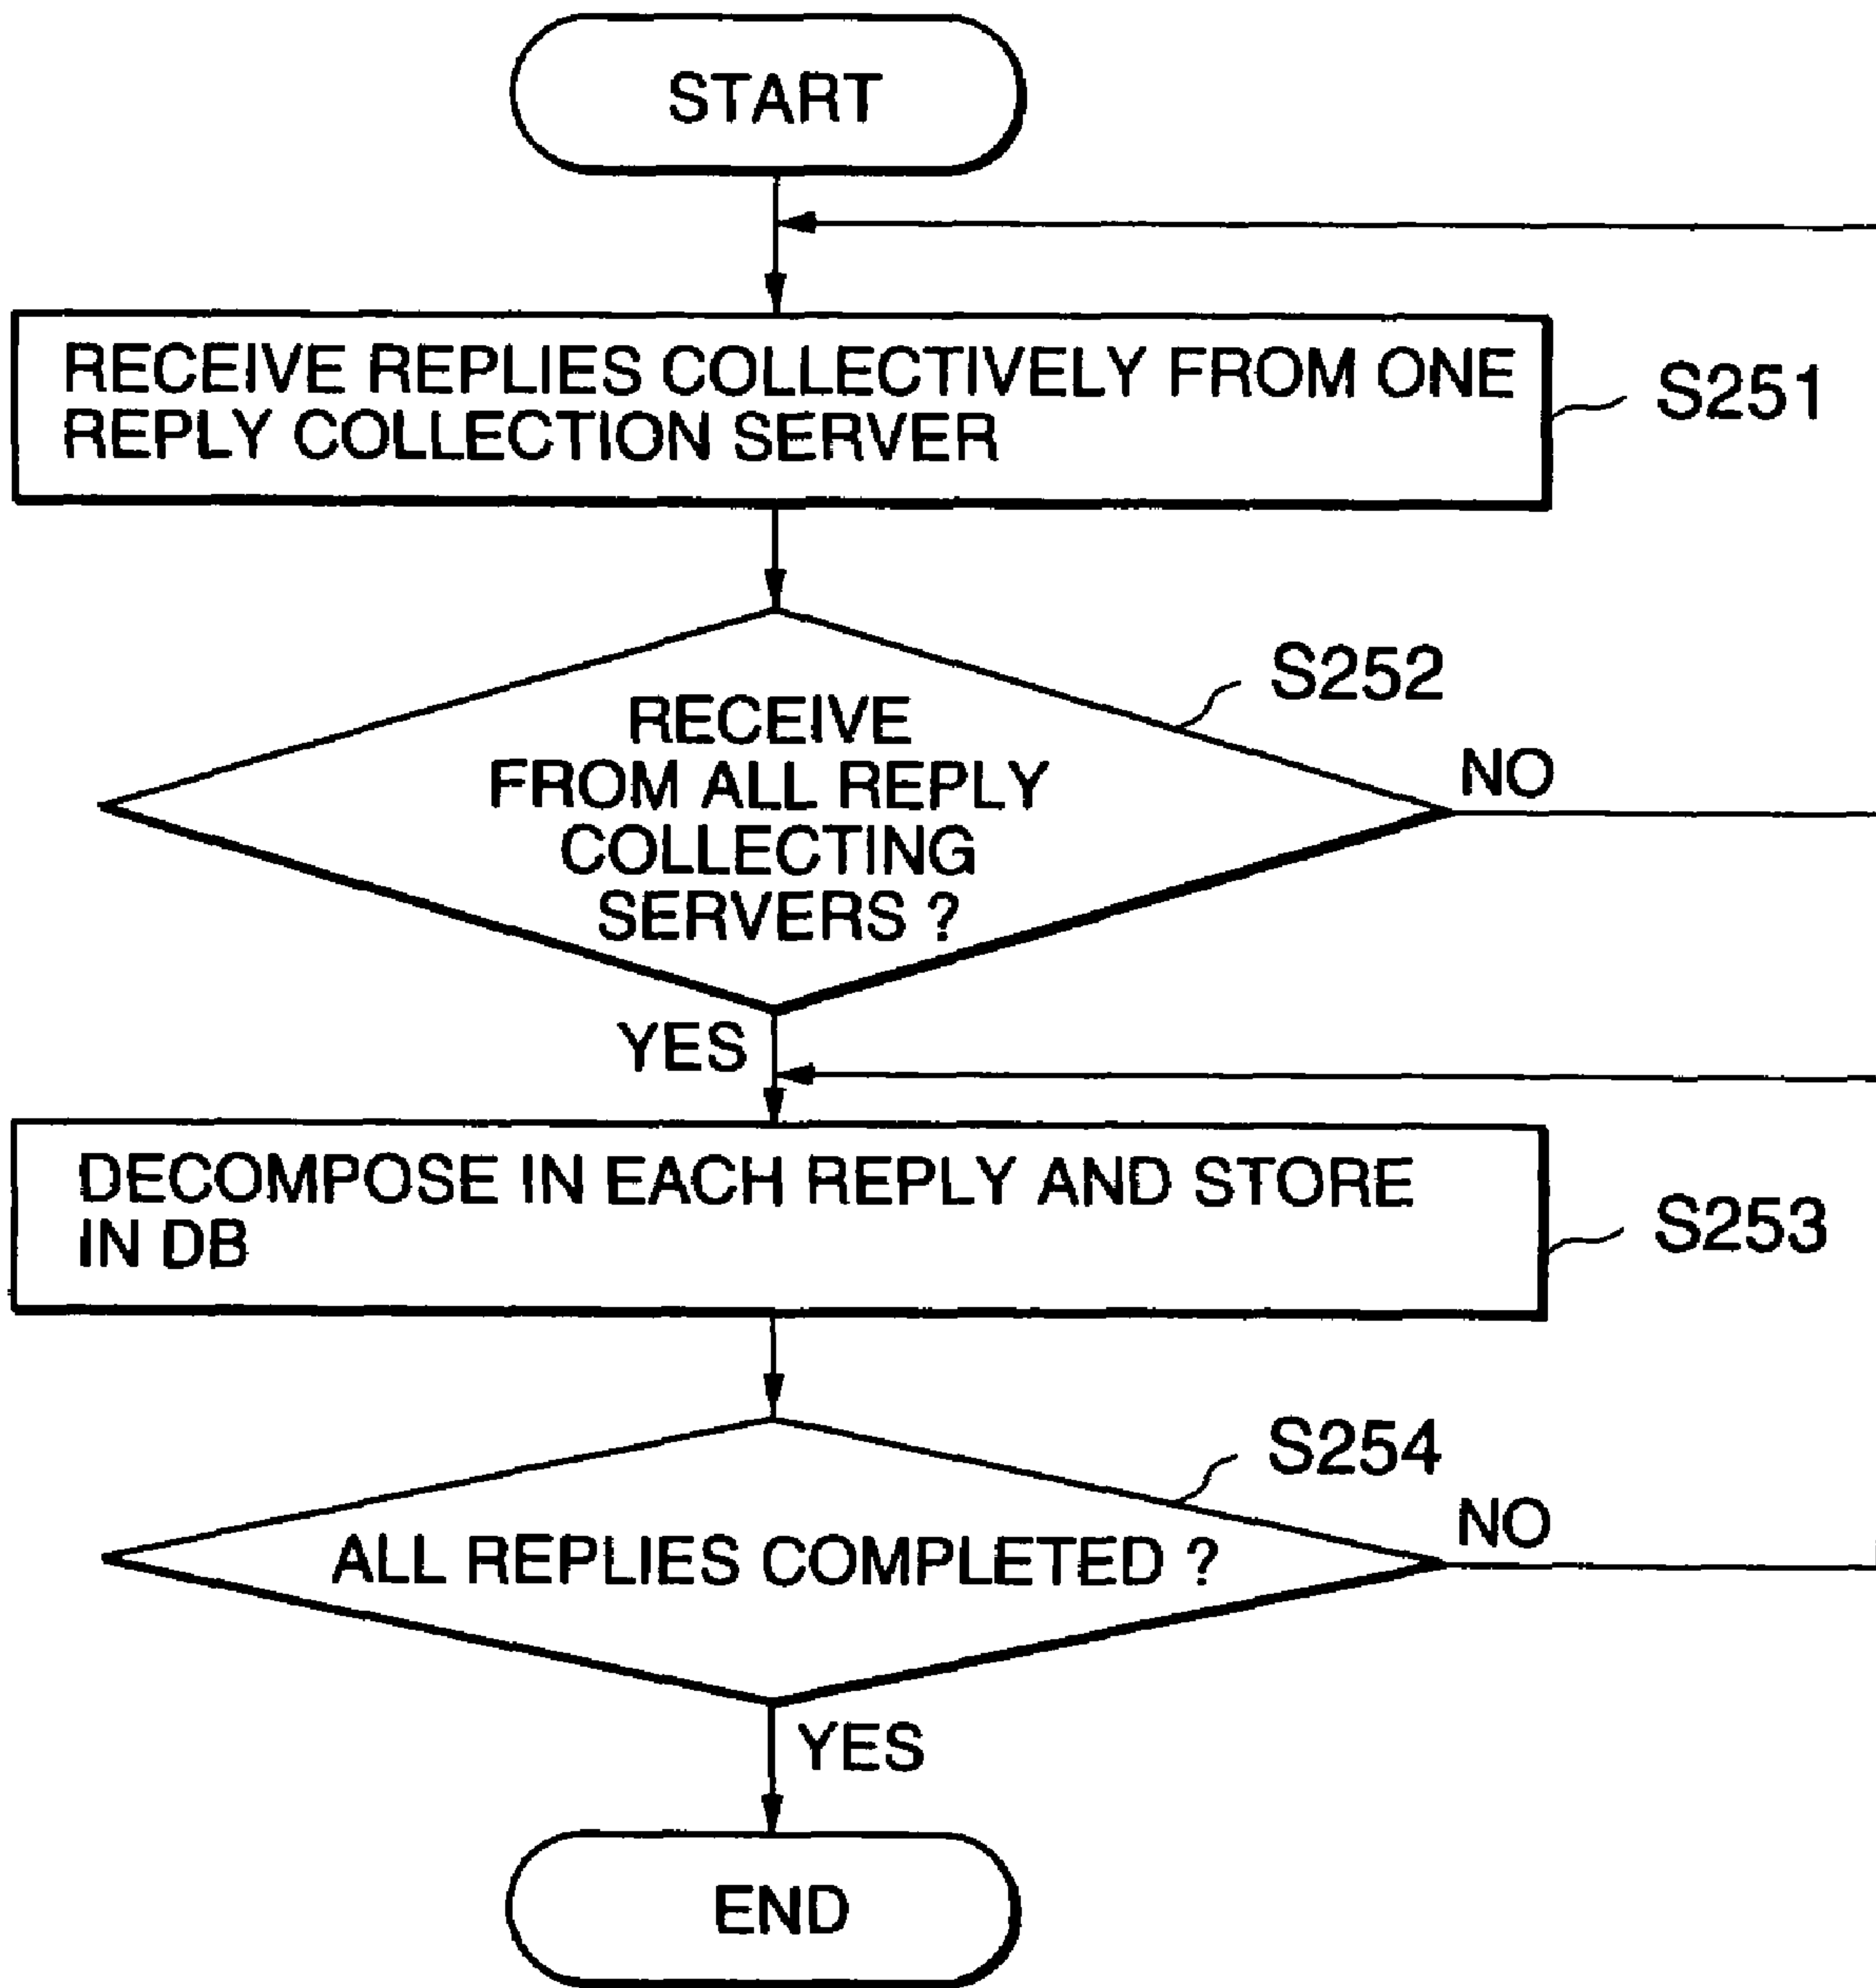 START
RECEIVE REPLIES COLLECTIVELY FROM ONE
REPLY COLLECTION SERVER
S251
S252
RECEIVE
FROM ALL REPLY
COLLECTING
SERVERS ?
NO
YES
DECOMPOSE IN EACH REPLY AND STORE
IN DB
S253
S254
ALL REPLIES COMPLETED ?
NO
YES
END